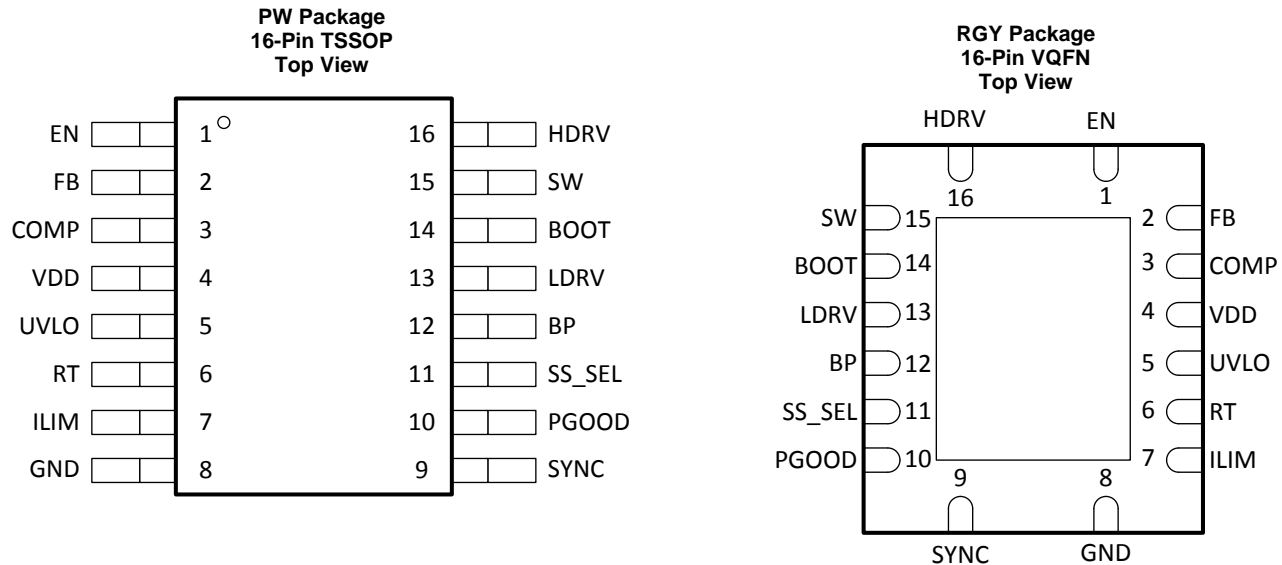 PW Package
16-Pin TSSOP
Top View
EN 1 16 HDRV
FB 2 15 SW
COMP 3 14 BOOT
VDD 4 13 LDRV
UVLO 5 12 BP
RT 6 11 SS_SEL
ILIM 7 10 PGOOD
GND 8 9 SYNC
RGY Package
16-Pin VQFN
Top View
HDRV EN
16 1
SW 15 2 FB
BOOT 14 3 COMP
LDRV 13 4 VDD
BP 12 5 UVLO
SS_SEL 11 6 RT
PGOOD 10 7 ILIM
9 8
SYNC GND